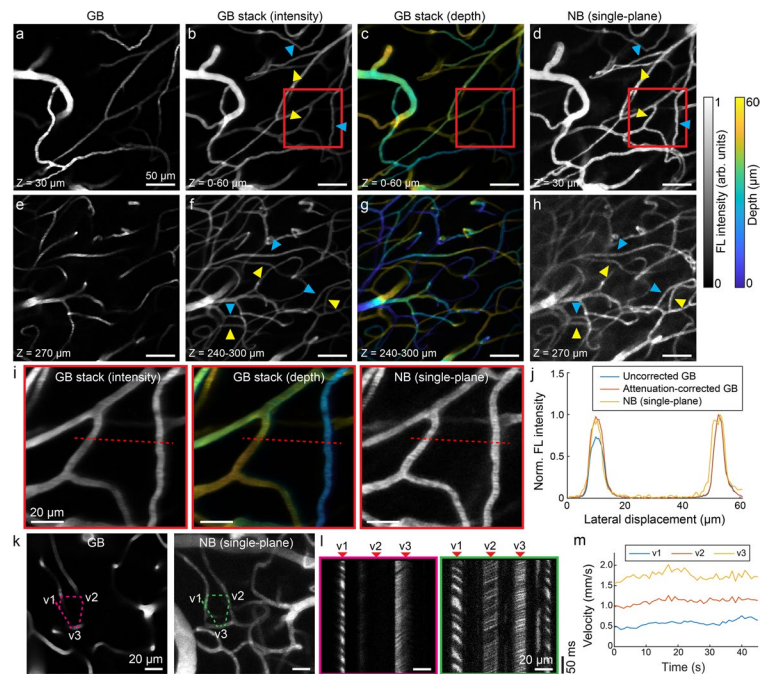 GB
GB stack (intensity)
GB stack (depth)
NB (single-plane)
a
b
c
d
Z = 30 μm
50 μm
Z = 0-60 μm
Z = 0-60 μm
Z = 30 μm
e
f
g
h
Z = 270 μm
Z = 240-300 μm
Z = 240-300 μm
Z = 270 μm
1
FL intensity (arb. units)
0
60
Depth (μm)
0
i
GB stack (intensity)
GB stack (depth)
NB (single-plane)
20 μm
j
Uncorrected GB
Attenuation-corrected GB
NB (single-plane)
Norm. FL intensity
1.0
0.5
0
0
20
40
60
Lateral displacement (μm)
k
GB
NB (single-plane)
v1
v2
v3
20 μm
v1
v2
v3
l
v1
v2
v3
v1
v2
v3
20 μm
50 ms
m
v1
v2
v3
Velocity (mm/s)
2.0
1.5
1.0
0.5
0
0
10
20
30
40
Time (s)